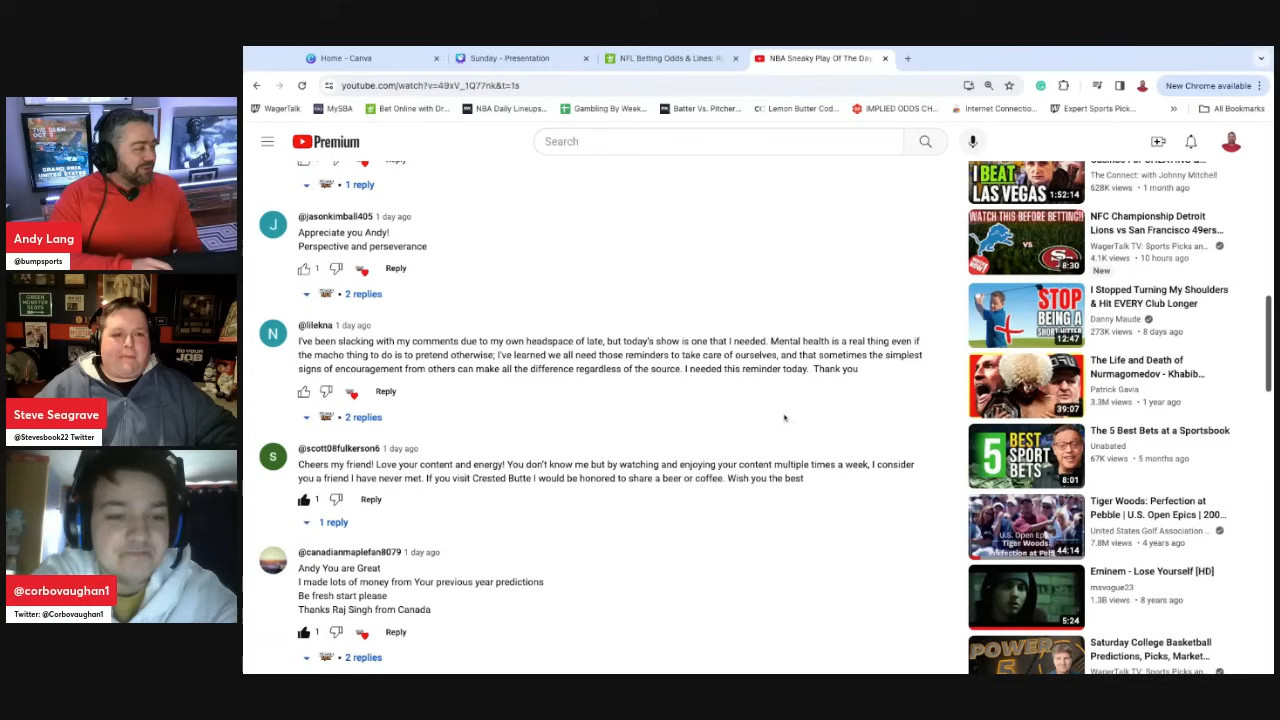 Home - Canva
Sunday - Presentation
NFL Betting Odds & Lines: R
NBA Sneaky Play Of The Day
youtube.com/watch?v=49xV_1Q77nk&t=1s
New Chrome available
WagerTalk
MySBA
Bet Online with Dr...
NBA Daily Lineups...
Gambling By Week...
Batter Vs. Pitcher...
Lemon Butter Cod...
IMPLIED ODDS CH...
Internet Connectio...
Expert Sports Pick...
All Bookmarks
Premium
Search
THE GLEN
OCT 9
GRAND PRIX
UNITED STATES
Andy Lang
@bumpsports
GREEN
MONSTER
SEATS
DO YOUR
JOB
Steve Seagrave
@Stevesbook22 Twitter
@corbovaughan1
Twitter: @Corbovaughan1
Reply
1 reply
J
@jasonkimball405 1 day ago
Appreciate you Andy!
Perspective and perseverance
1 Reply
2 replies
N
@lilekna 1 day ago
I've been slacking with my comments due to my own headspace of late, but today's show is one that I needed. Mental health is a real thing even if
the macho thing to do is to pretend otherwise; I've learned we all need those reminders to take care of ourselves, and that sometimes the simplest
signs of encouragement from others can make all the difference regardless of the source. I needed this reminder today. Thank you
Reply
2 replies
S
@scott08fulkerson6 1 day ago
Cheers my friend! Love your content and energy! You don't know me but by watching and enjoying your content multiple times a week, I consider
you a friend I have never met. If you visit Crested Butte I would be honored to share a beer or coffee. Wish you the best
1 Reply
1 reply
@canadianmaplefan8079 1 day ago
Andy You are Great
I made lots of money from Your previous year predictions
Be fresh start please
Thanks Raj Singh from Canada
1 Reply
2 replies
I BEAT
LAS VEGAS
1:52:14
The Connect: with Johnny Mitchell
628K views • 1 month ago
WATCH THIS BEFORE BETTING!!
VS
8:30
NFC Championship Detroit
Lions vs San Francisco 49ers...
WagerTalk TV: Sports Picks an...
4.1K views • 10 hours ago
New
STOP
BEING A
SHORT HITTER
12:47
I Stopped Turning My Shoulders
& Hit EVERY Club Longer
Danny Maude
273K views • 8 days ago
39:07
The Life and Death of
Nurmagomedov - Khabib...
Patrick Gavia
3.3M views • 1 year ago
5 BEST
SPORT
BETS
8:01
The 5 Best Bets at a Sportsbook
Unabated
67K views • 5 months ago
U.S. Open Epics
Tiger Woods:
Perfection at Pebble
44:14
Tiger Woods: Perfection at
Pebble | U.S. Open Epics | 200...
United States Golf Association ...
7.8M views • 4 years ago
5:24
Eminem - Lose Yourself [HD]
msvogue23
1.3B views • 8 years ago
POWER
5
Saturday College Basketball
Predictions, Picks, Market...
WagerTalk TV: Sports Picks an...